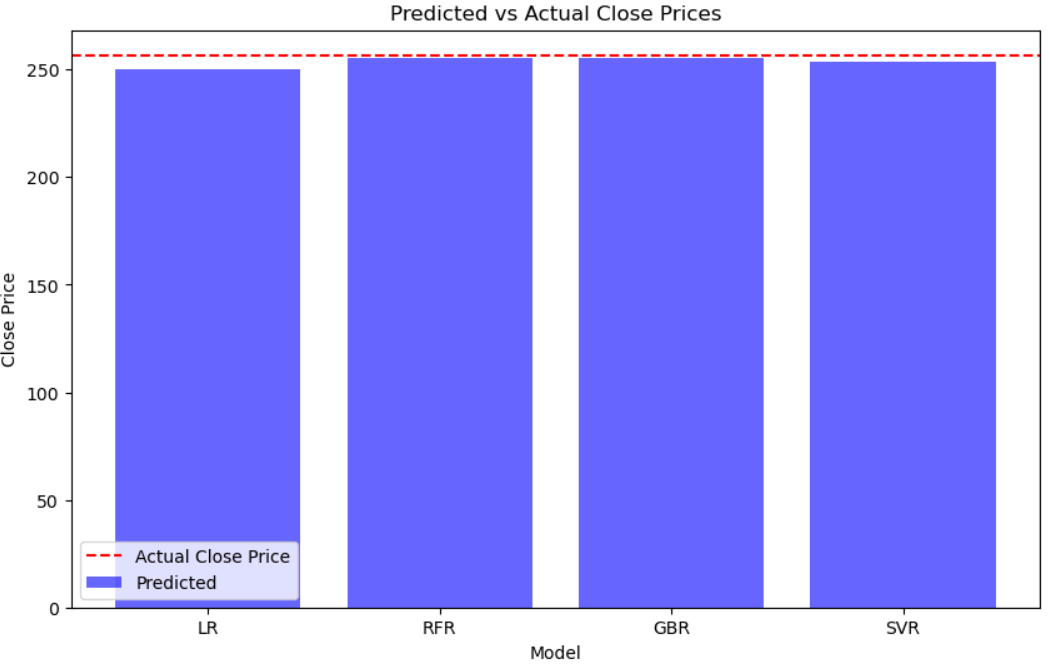 Predicted vs Actual Close Prices
Close Price
250
200
150
100
50
0
Actual Close Price
Predicted
LR RFR GBR SVR
Model